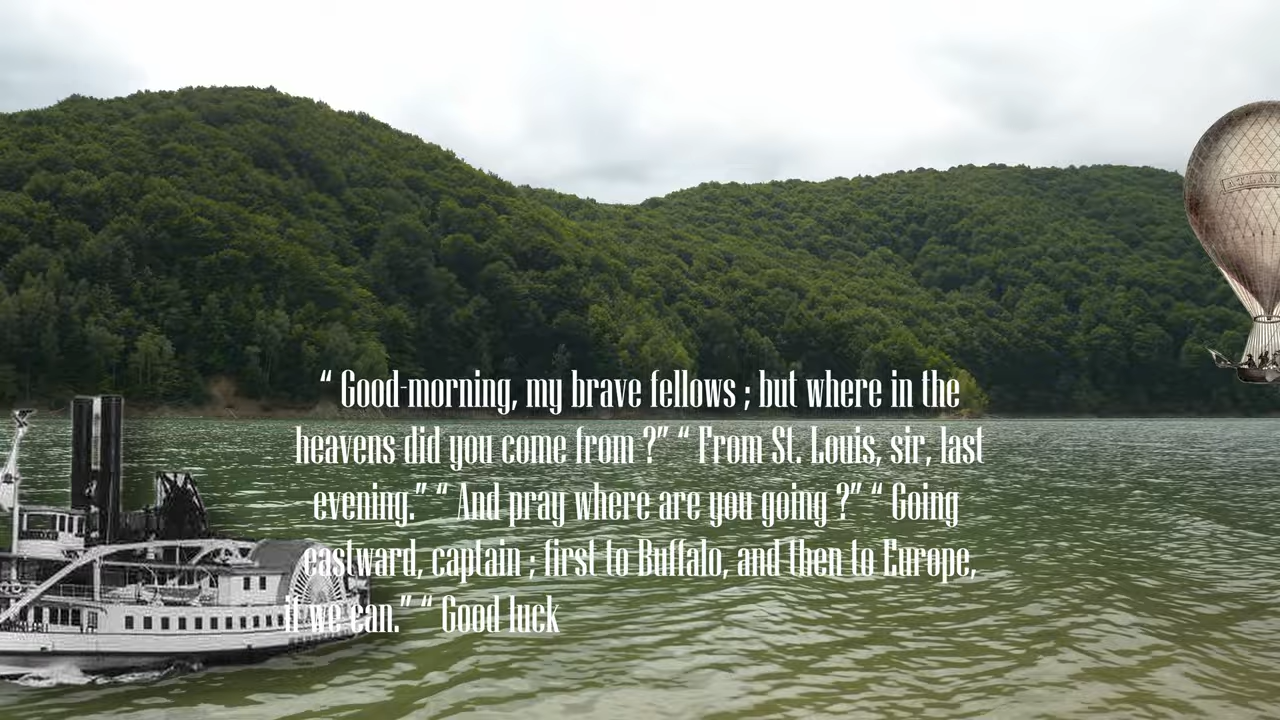 “ Good-morning, my brave fellows ; but where in the
heavens did you come from ?” “ From St. Louis, sir, last
evening.” “ And pray where are you going ?” “ Going
eastward, captain ; first to Buffalo, and then to Europe,
if we can.” “ Good luck